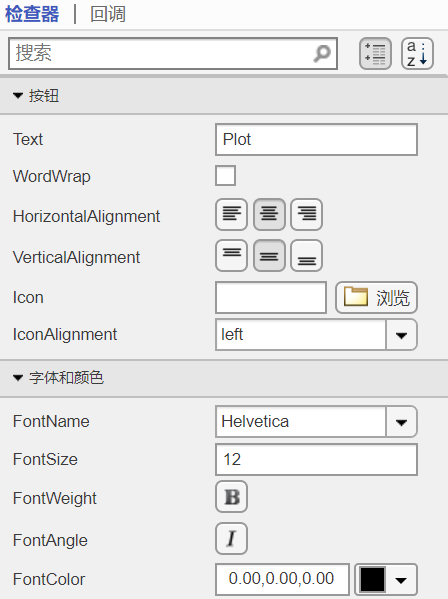 检查器 | 回调
搜索
a
z
按钮
Text Plot
WordWrap
HorizontalAlignment
VerticalAlignment
Icon 浏览
IconAlignment left
字体和颜色
FontName Helvetica
FontSize 12
FontWeight B
FontAngle I
FontColor 0.00,0.00,0.00